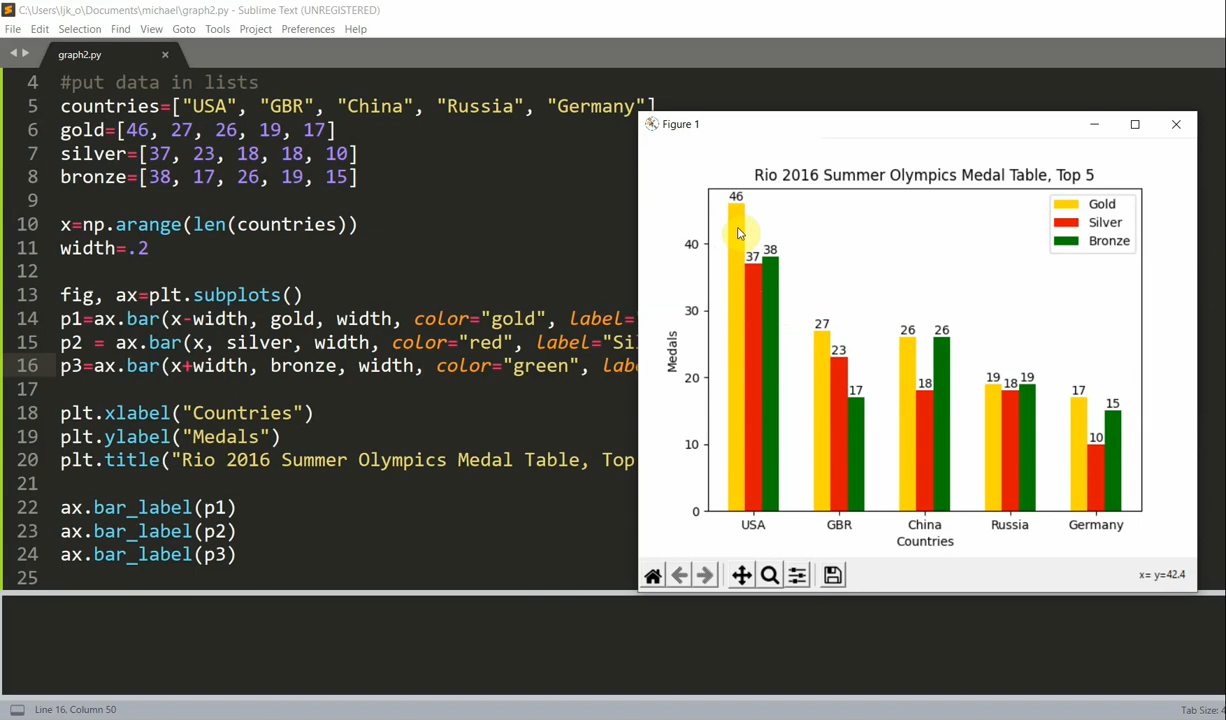 C:\Users\ljk_o\Documents\michael\graph2.py - Sublime Text (UNREGISTERED)
File Edit Selection Find View Goto Tools Project Preferences Help
graph2.py
4 #put data in lists
5 countries=["USA", "GBR", "China", "Russia", "Germany"]
6 gold=[46, 27, 26, 19, 17]
7 silver=[37, 23, 18, 18, 10]
8 bronze=[38, 17, 26, 19, 15]
9
10 x=np.arange(len(countries))
11 width=.2
12
13 fig, ax=plt.subplots()
14 p1=ax.bar(x-width, gold, width, color="gold", label=
15 p2 = ax.bar(x, silver, width, color="red", label="Sil
16 p3=ax.bar(x+width, bronze, width, color="green", labe
17
18 plt.xlabel("Countries")
19 plt.ylabel("Medals")
20 plt.title("Rio 2016 Summer Olympics Medal Table, Top
21
22 ax.bar_label(p1)
23 ax.bar_label(p2)
24 ax.bar_label(p3)
25
Figure 1
Rio 2016 Summer Olympics Medal Table, Top 5
Gold
Silver
Bronze
46
37 38
27
23
17
26 18 26
19 18 19
17 10 15
40
30
20
10
0
Medals
USA GBR China Russia Germany
Countries
x= y=42.4
Line 16, Column 50
Tab Size: 4